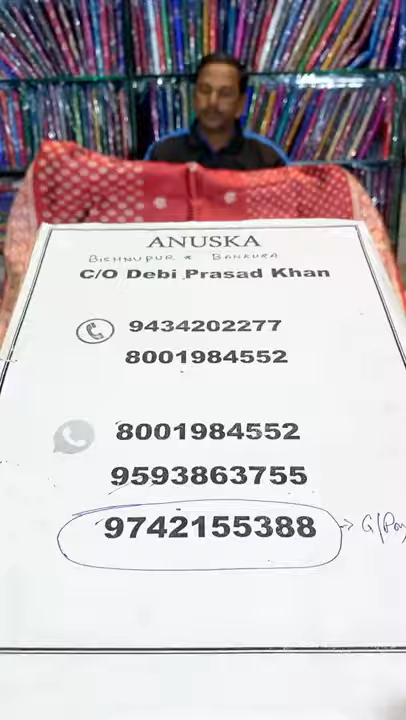 ANUSKA
BISHNUPUR * BANKURA
C/O Debi Prasad Khan
9434202277
8001984552
8001984552
9593863755
9742155388 → G/Pay